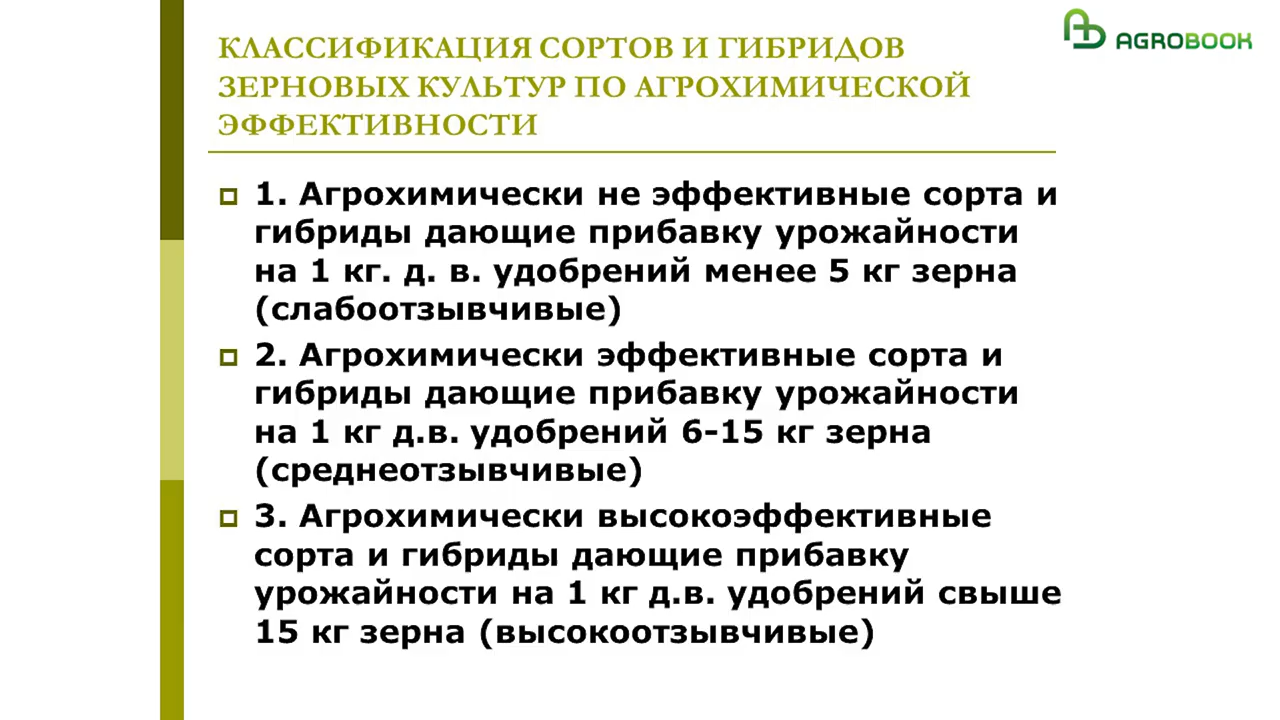 AGROBOOK
КЛАССИФИКАЦИЯ СОРТОВ И ГИБРИДОВ
ЗЕРНОВЫХ КУЛЬТУР ПО АГРОХИМИЧЕСКОЙ
ЭФФЕКТИВНОСТИ
1. Агрохимически не эффективные сорта и
гибриды дающие прибавку урожайности
на 1 кг. д. в. удобрений менее 5 кг зерна
(слабоотзывчивые)
2. Агрохимически эффективные сорта и
гибриды дающие прибавку урожайности
на 1 кг д.в. удобрений 6-15 кг зерна
(среднеотзывчивые)
3. Агрохимически высокоэффективные
сорта и гибриды дающие прибавку
урожайности на 1 кг д.в. удобрений свыше
15 кг зерна (высокоотзывчивые)